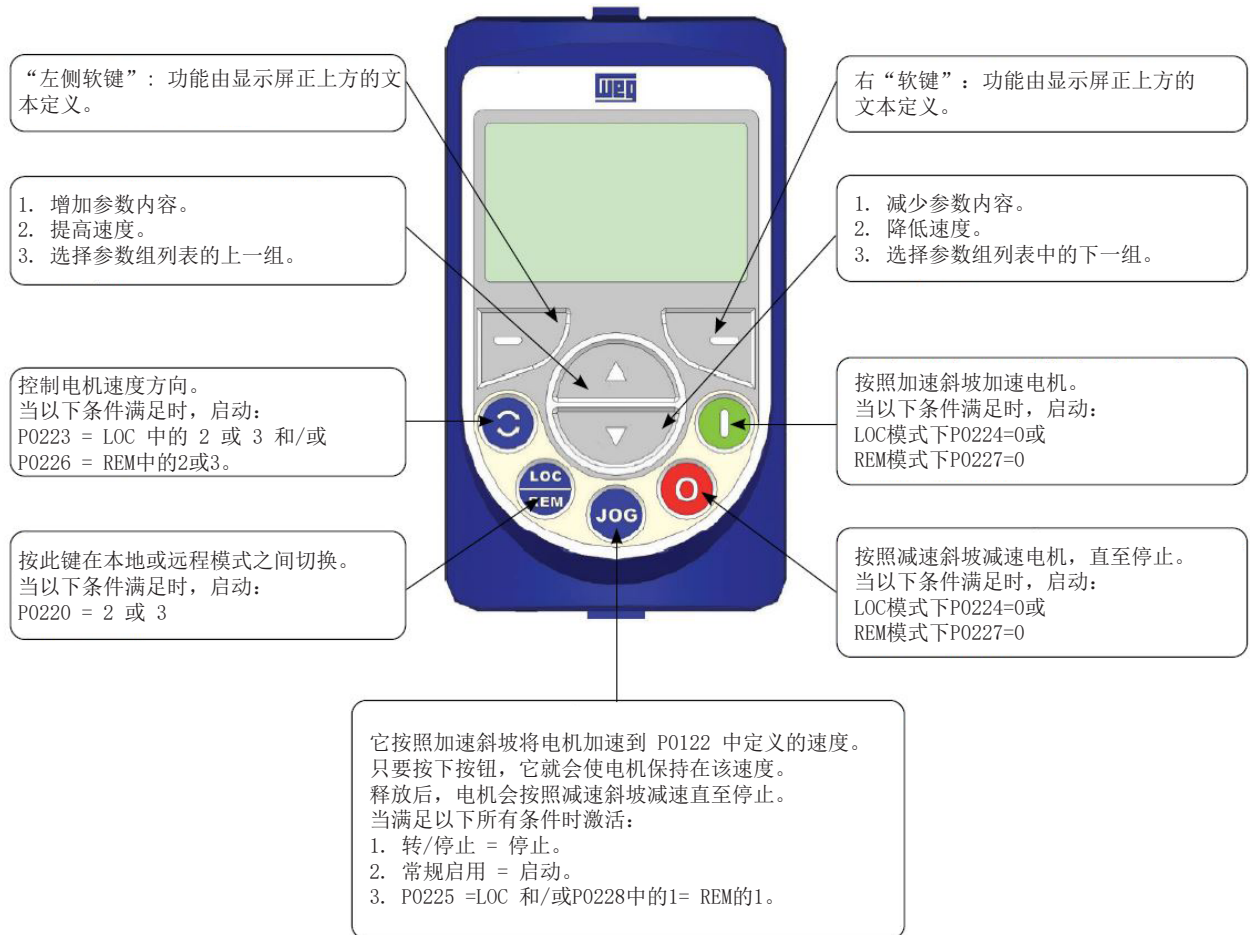 “左侧软键”: 功能由显示屏正上方的文
本定义。
右“软键”: 功能由显示屏正上方的
文本定义。
weg
1. 增加参数内容。
2. 提高速度。
3. 选择参数组列表的上一组。
1. 减少参数内容。
2. 降低速度。
3. 选择参数组列表中的下一组。
控制电机速度方向。
当以下条件满足时，启动:
P0223 = LOC 中的 2 或 3 和/或
P0226 = REM中的2或3。
按照加速斜坡加速电机。
当以下条件满足时，启动:
LOC模式下P0224=0或
REM模式下P0227=0
LOC
REM
JOG
按此键在本地或远程模式之间切换。
当以下条件满足时，启动:
P0220 = 2 或 3
按照减速斜坡减速电机，直至停止。
当以下条件满足时，启动:
LOC模式下P0224=0或
REM模式下P0227=0
它按照加速斜坡将电机加速到 P0122 中定义的速度。
只要按下按钮，它就会使电机保持在该速度。
释放后，电机会按照减速斜坡减速直至停止。
当满足以下所有条件时激活:
1. 转/停止 = 停止。
2. 常规启用 = 启动。
3. P0225 =LOC 和/或P0228中的1= REM的1。